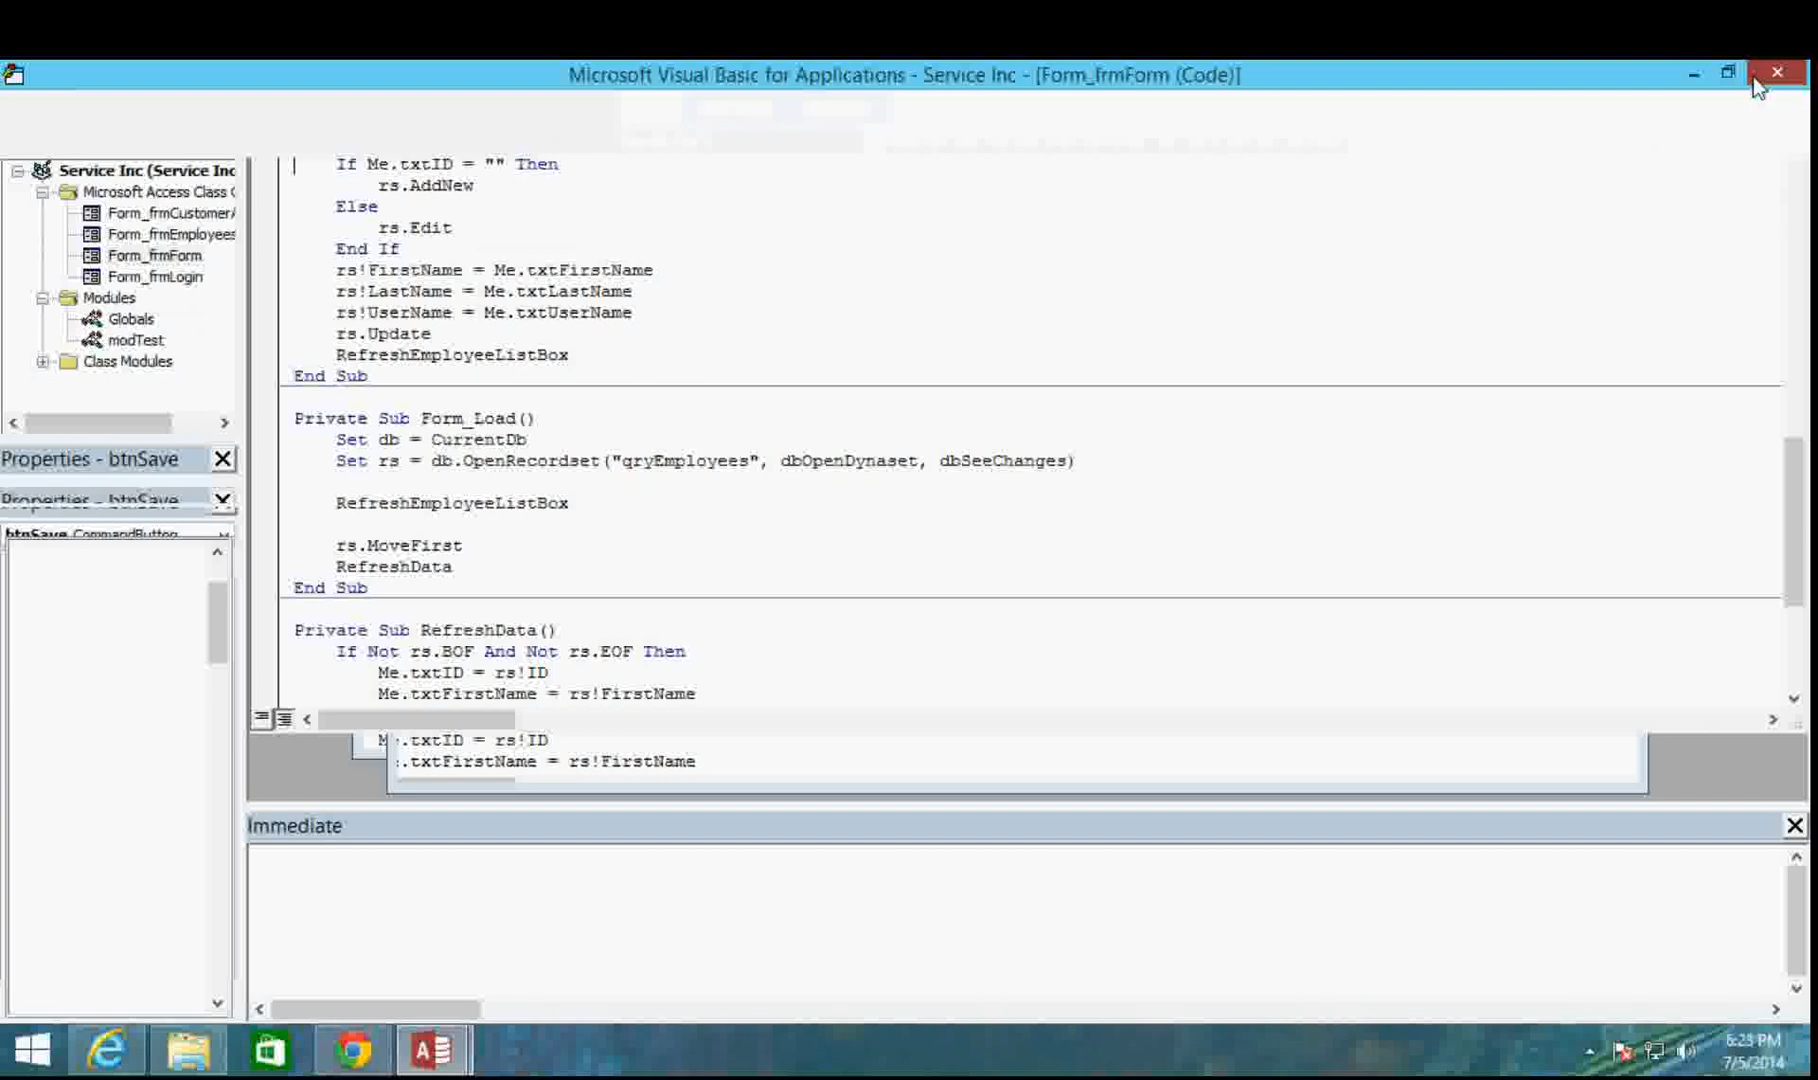 Microsoft Visual Basic for Applications - Service Inc - [Form_frmForm (Code)]
Service Inc (Service Inc
Microsoft Access Class
Form_frmCustomer
Form_frmEmployees
Form_frmForm
Form_frmLogin
Modules
Globals
modTest
Class Modules
Properties - btnSave
Properties - btnSave
btnSave CommandButton
If Me.txtID = "" Then
rs.AddNew
Else
rs.Edit
End If
rs!FirstName = Me.txtFirstName
rs!LastName = Me.txtLastName
rs!UserName = Me.txtUserName
rs.Update
RefreshEmployeeListBox
End Sub
Private Sub Form_Load()
Set db = CurrentDb
Set rs = db.OpenRecordset("qryEmployees", dbOpenDynaset, dbSeeChanges)
RefreshEmployeeListBox
rs.MoveFirst
RefreshData
End Sub
Private Sub RefreshData()
If Not rs.BOF And Not rs.EOF Then
Me.txtID = rs!ID
Me.txtFirstName = rs!FirstName
.txtID = rs!ID
.txtFirstName = rs!FirstName
Immediate
6:23 PM
7/5/2014